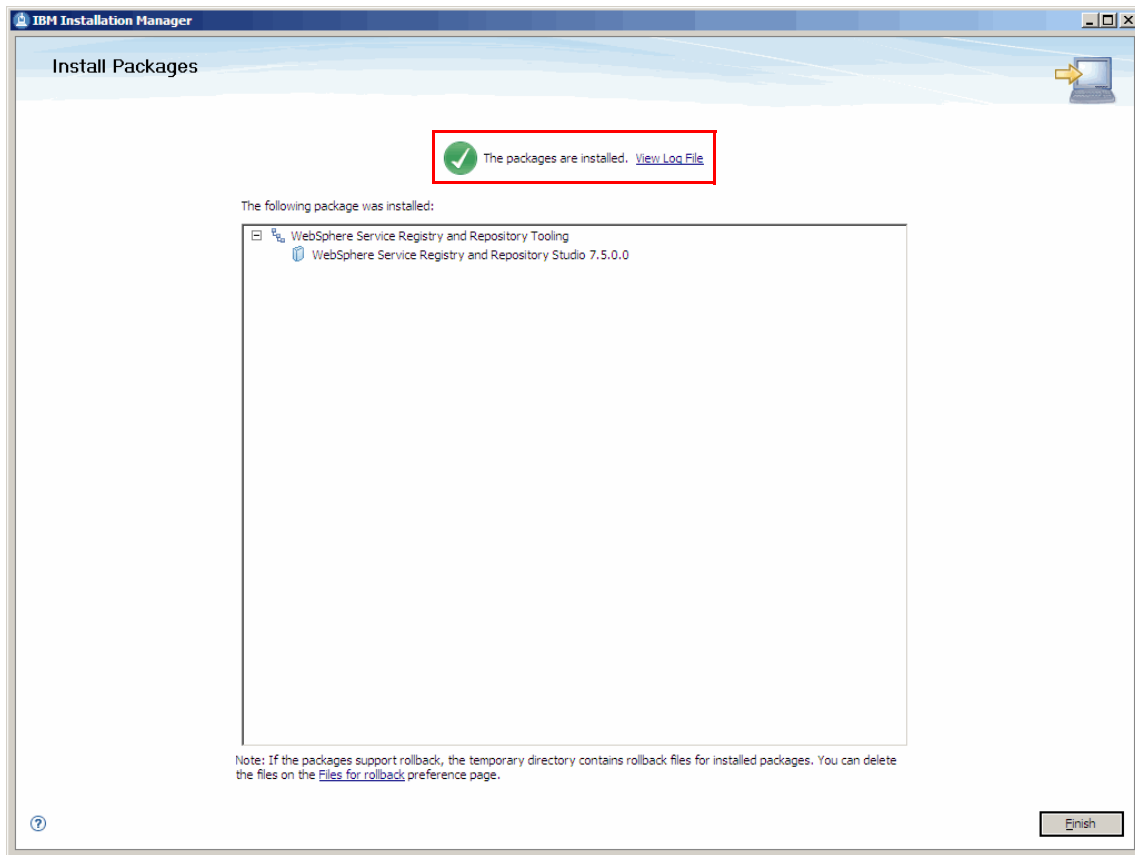 IBM Installation Manager
Install Packages
The packages are installed. View Log File
The following package was installed:
WebSphere Service Registry and Repository Tooling
WebSphere Service Registry and Repository Studio 7.5.0.0
Note: If the packages support rollback, the temporary directory contains rollback files for installed packages. You can delete
the files on the Files for rollback preference page.
?
Finish